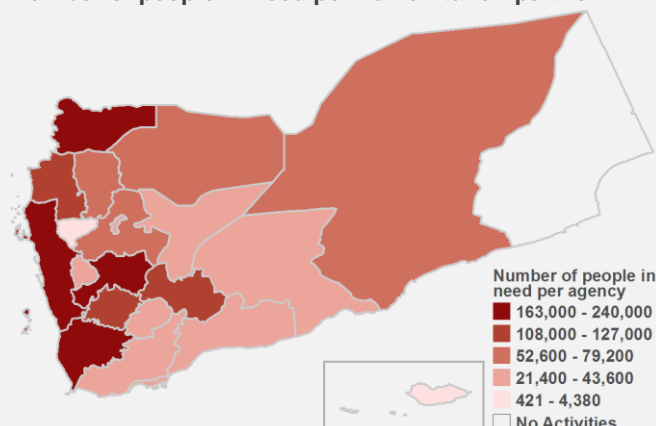 Number of people in
need per agency
163,000 - 240,000
108,000 - 127,000
52,600 - 79,200
21,400 - 43,600
421 - 4,380
No Activities